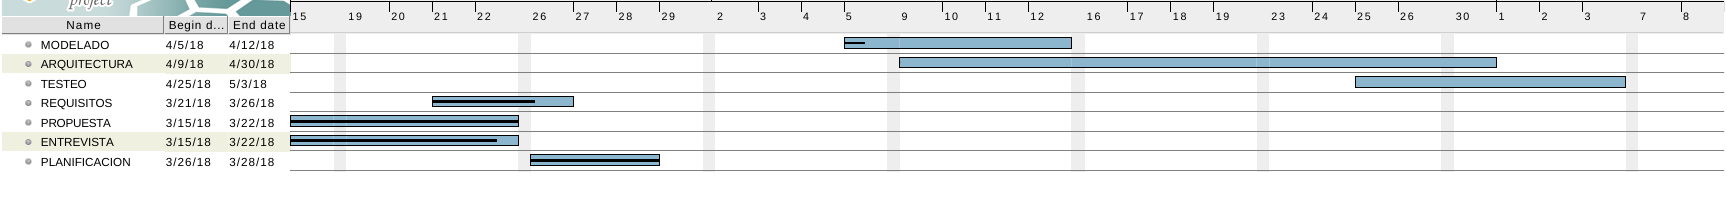 project
Name Begin d... End date
15 19 20 21 22 26 27 28 29 2 3 4 5 9 10 11 12 16 17 18 19 23 24 25 26 30 1 2 3 7 8
MODELADO 4/5/18 4/12/18
ARQUITECTURA 4/9/18 4/30/18
TESTEO 4/25/18 5/3/18
REQUISITOS 3/21/18 3/26/18
PROPUESTA 3/15/18 3/22/18
ENTREVISTA 3/15/18 3/22/18
PLANIFICACION 3/26/18 3/28/18